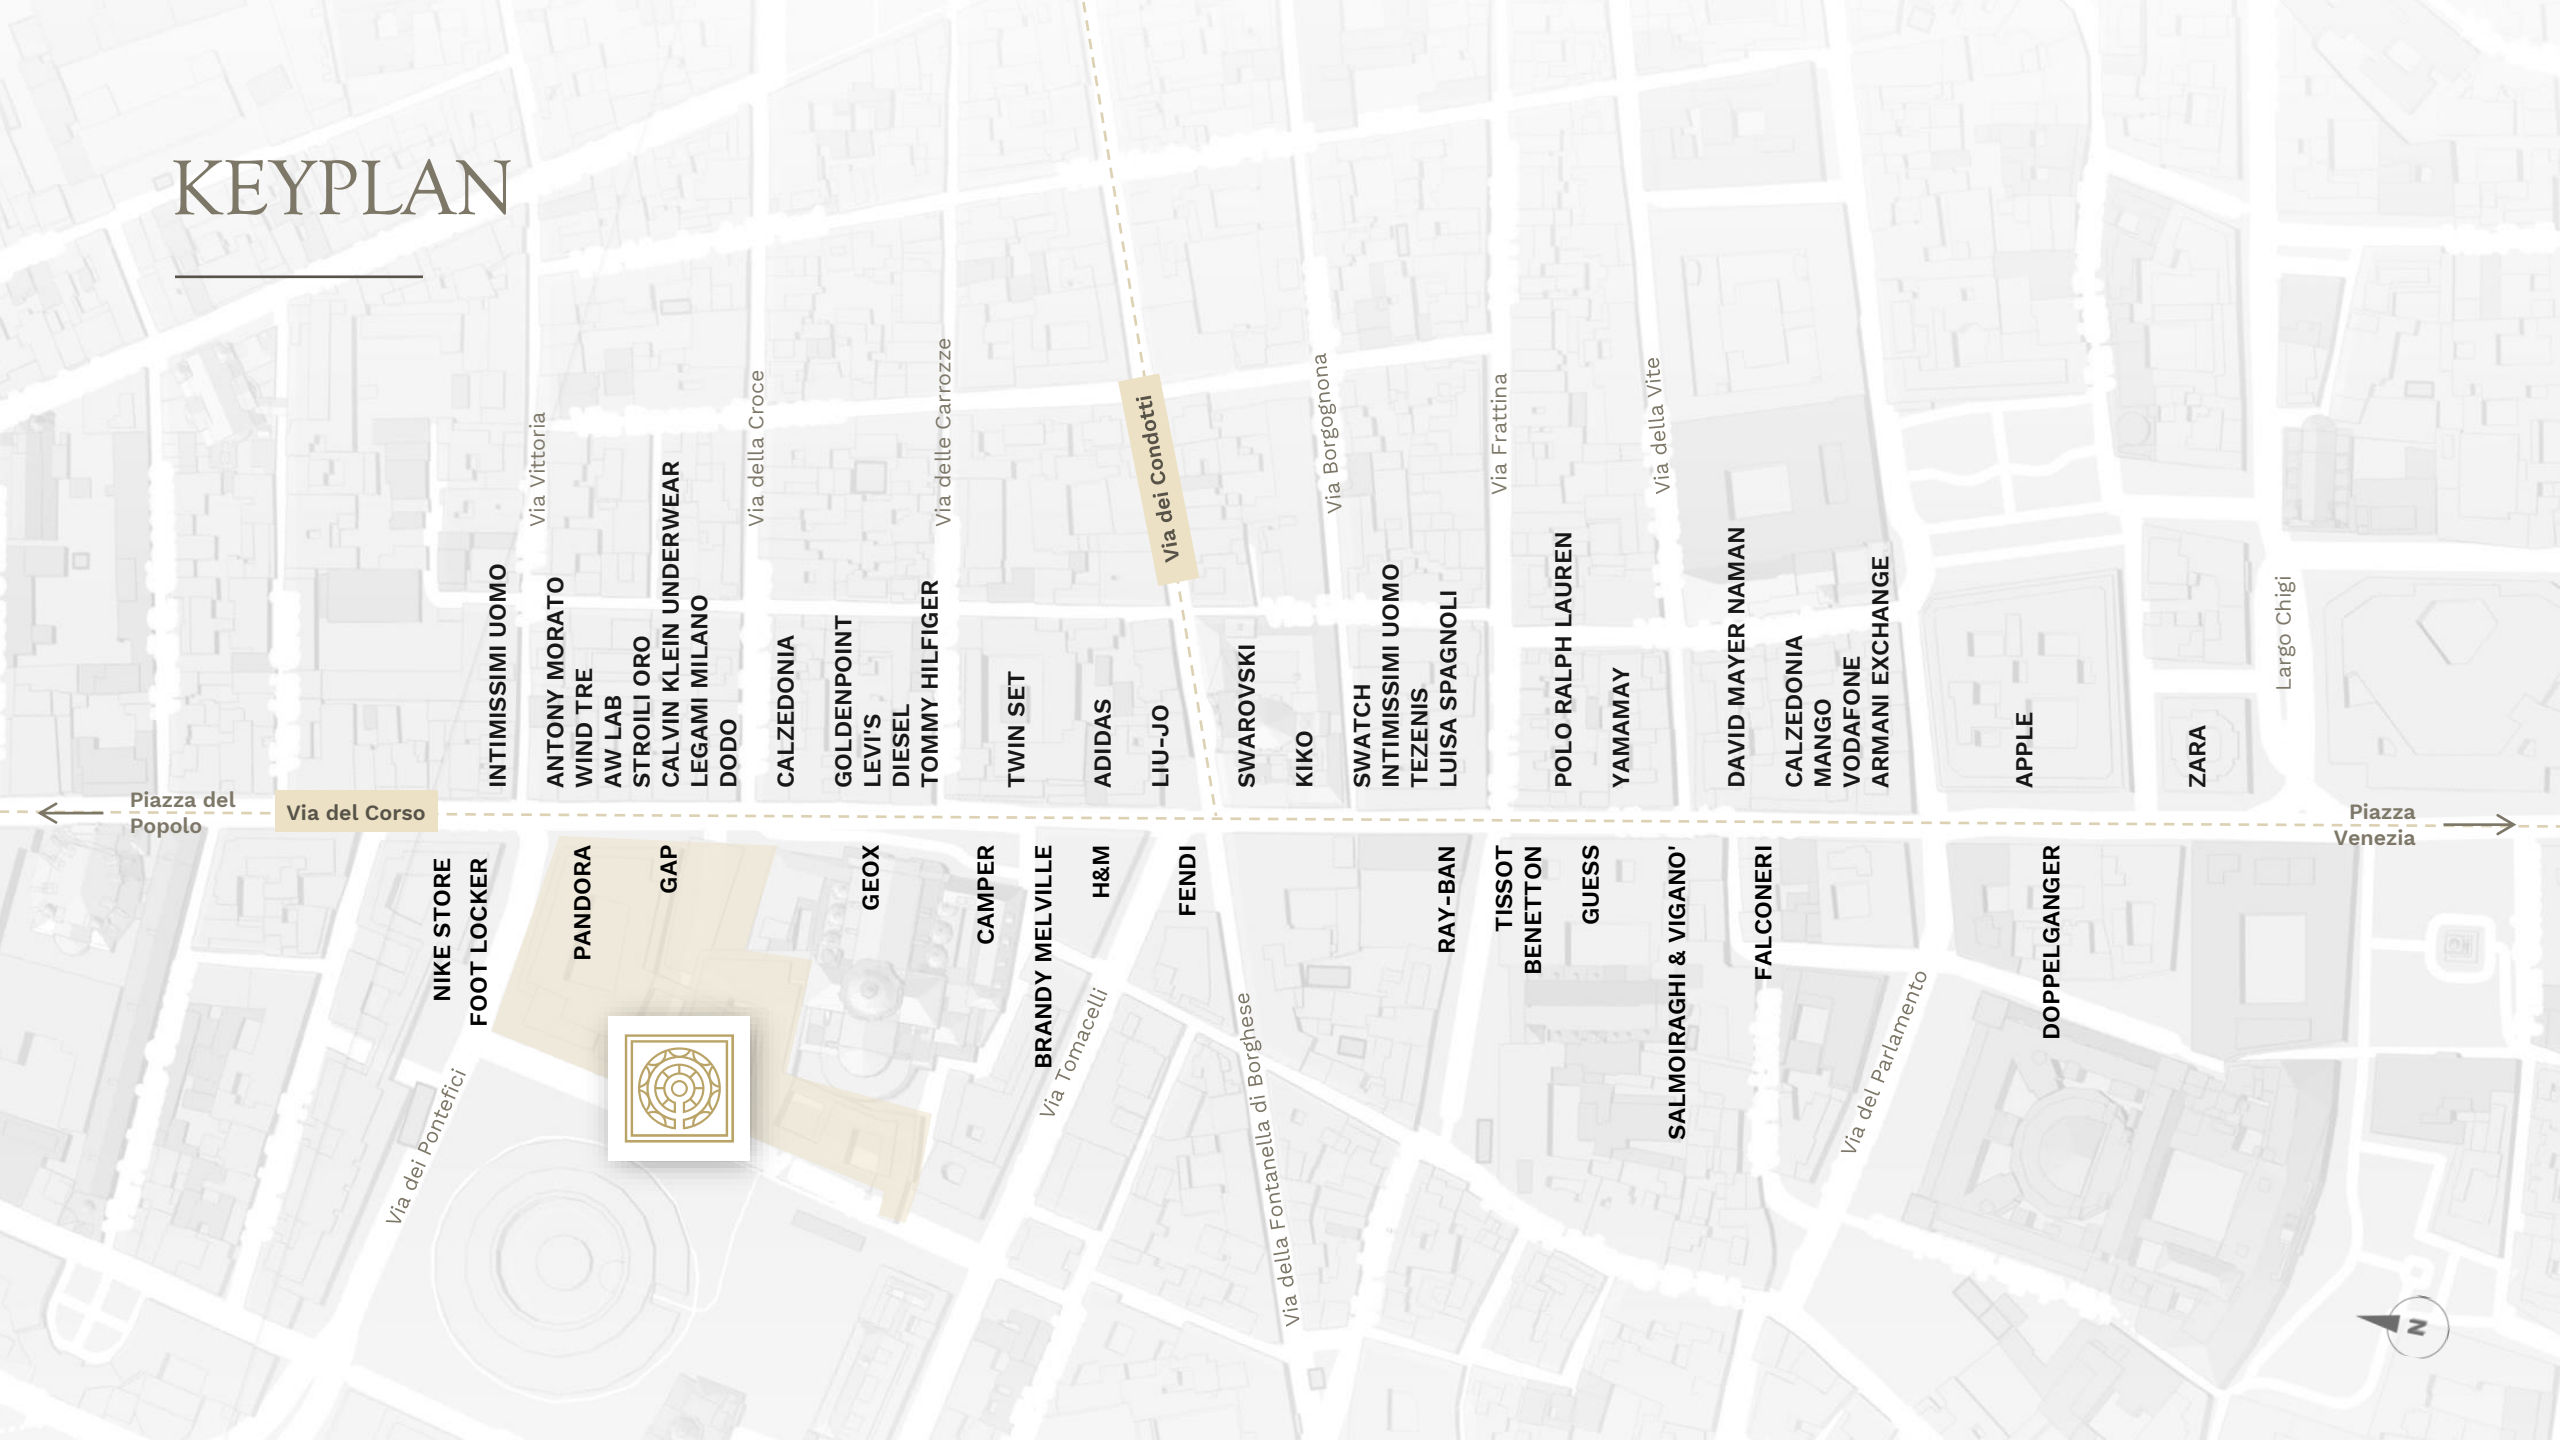 KEYPLAN
Via Vittoria
Via della Croce
Via delle Carrozze
Via dei Condotti
Via Borgognona
Via Frattina
Via della Vite
Largo Chigi
INTIMISSIMI UOMO
ANTONY MORATO
WIND TRE
AW LAB
STROILI ORO
CALVIN KLEIN UNDERWEAR
LEGAMI MILANO
DODO
CALZEDONIA
GOLDENPOINT
LEVI'S
DIESEL
TOMMY HILFIGER
TWIN SET
ADIDAS
LIU-JO
SWAROVSKI
KIKO
SWATCH
INTIMISSIMI UOMO
TEZENIS
LUISA SPAGNOLI
POLO RALPH LAUREN
YAMAMAY
DAVID MAYER NAMAN
CALZEDONIA
MANGO
VODAFONE
ARMANI EXCHANGE
APPLE
ZARA
Piazza del
Popolo
Via del Corso
Piazza
Venezia
NIKE STORE
FOOT LOCKER
PANDORA
GAP
GEOX
CAMPER
BRANDY MELVILLE
H&M
FENDI
RAY-BAN
TISSOT
BENETTON
GUESS
SALMOIRAGHI & VIGANO'
FALCONERI
DOPPELGANGER
Via dei Pontefici
Via Tomacelli
Via della Fontanella di Borghese
Via del Parlamento
N